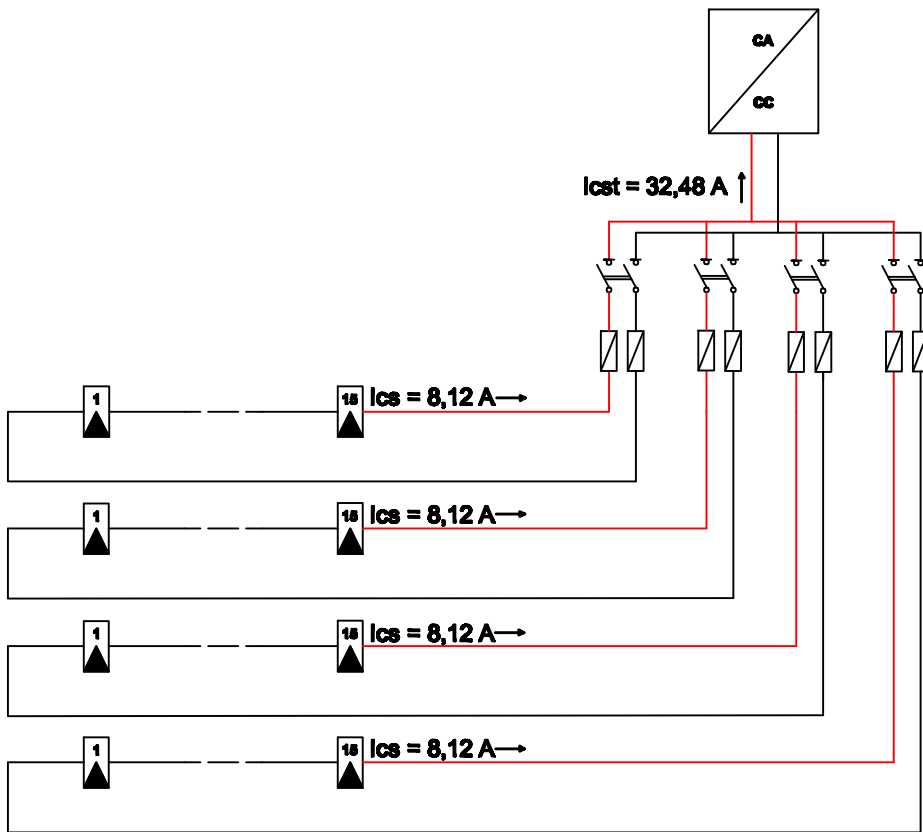 CA
CC
Icst = 32,48 A
1
15
Ics = 8,12 A
1
15
Ics = 8,12 A
1
15
Ics = 8,12 A
1
15
Ics = 8,12 A